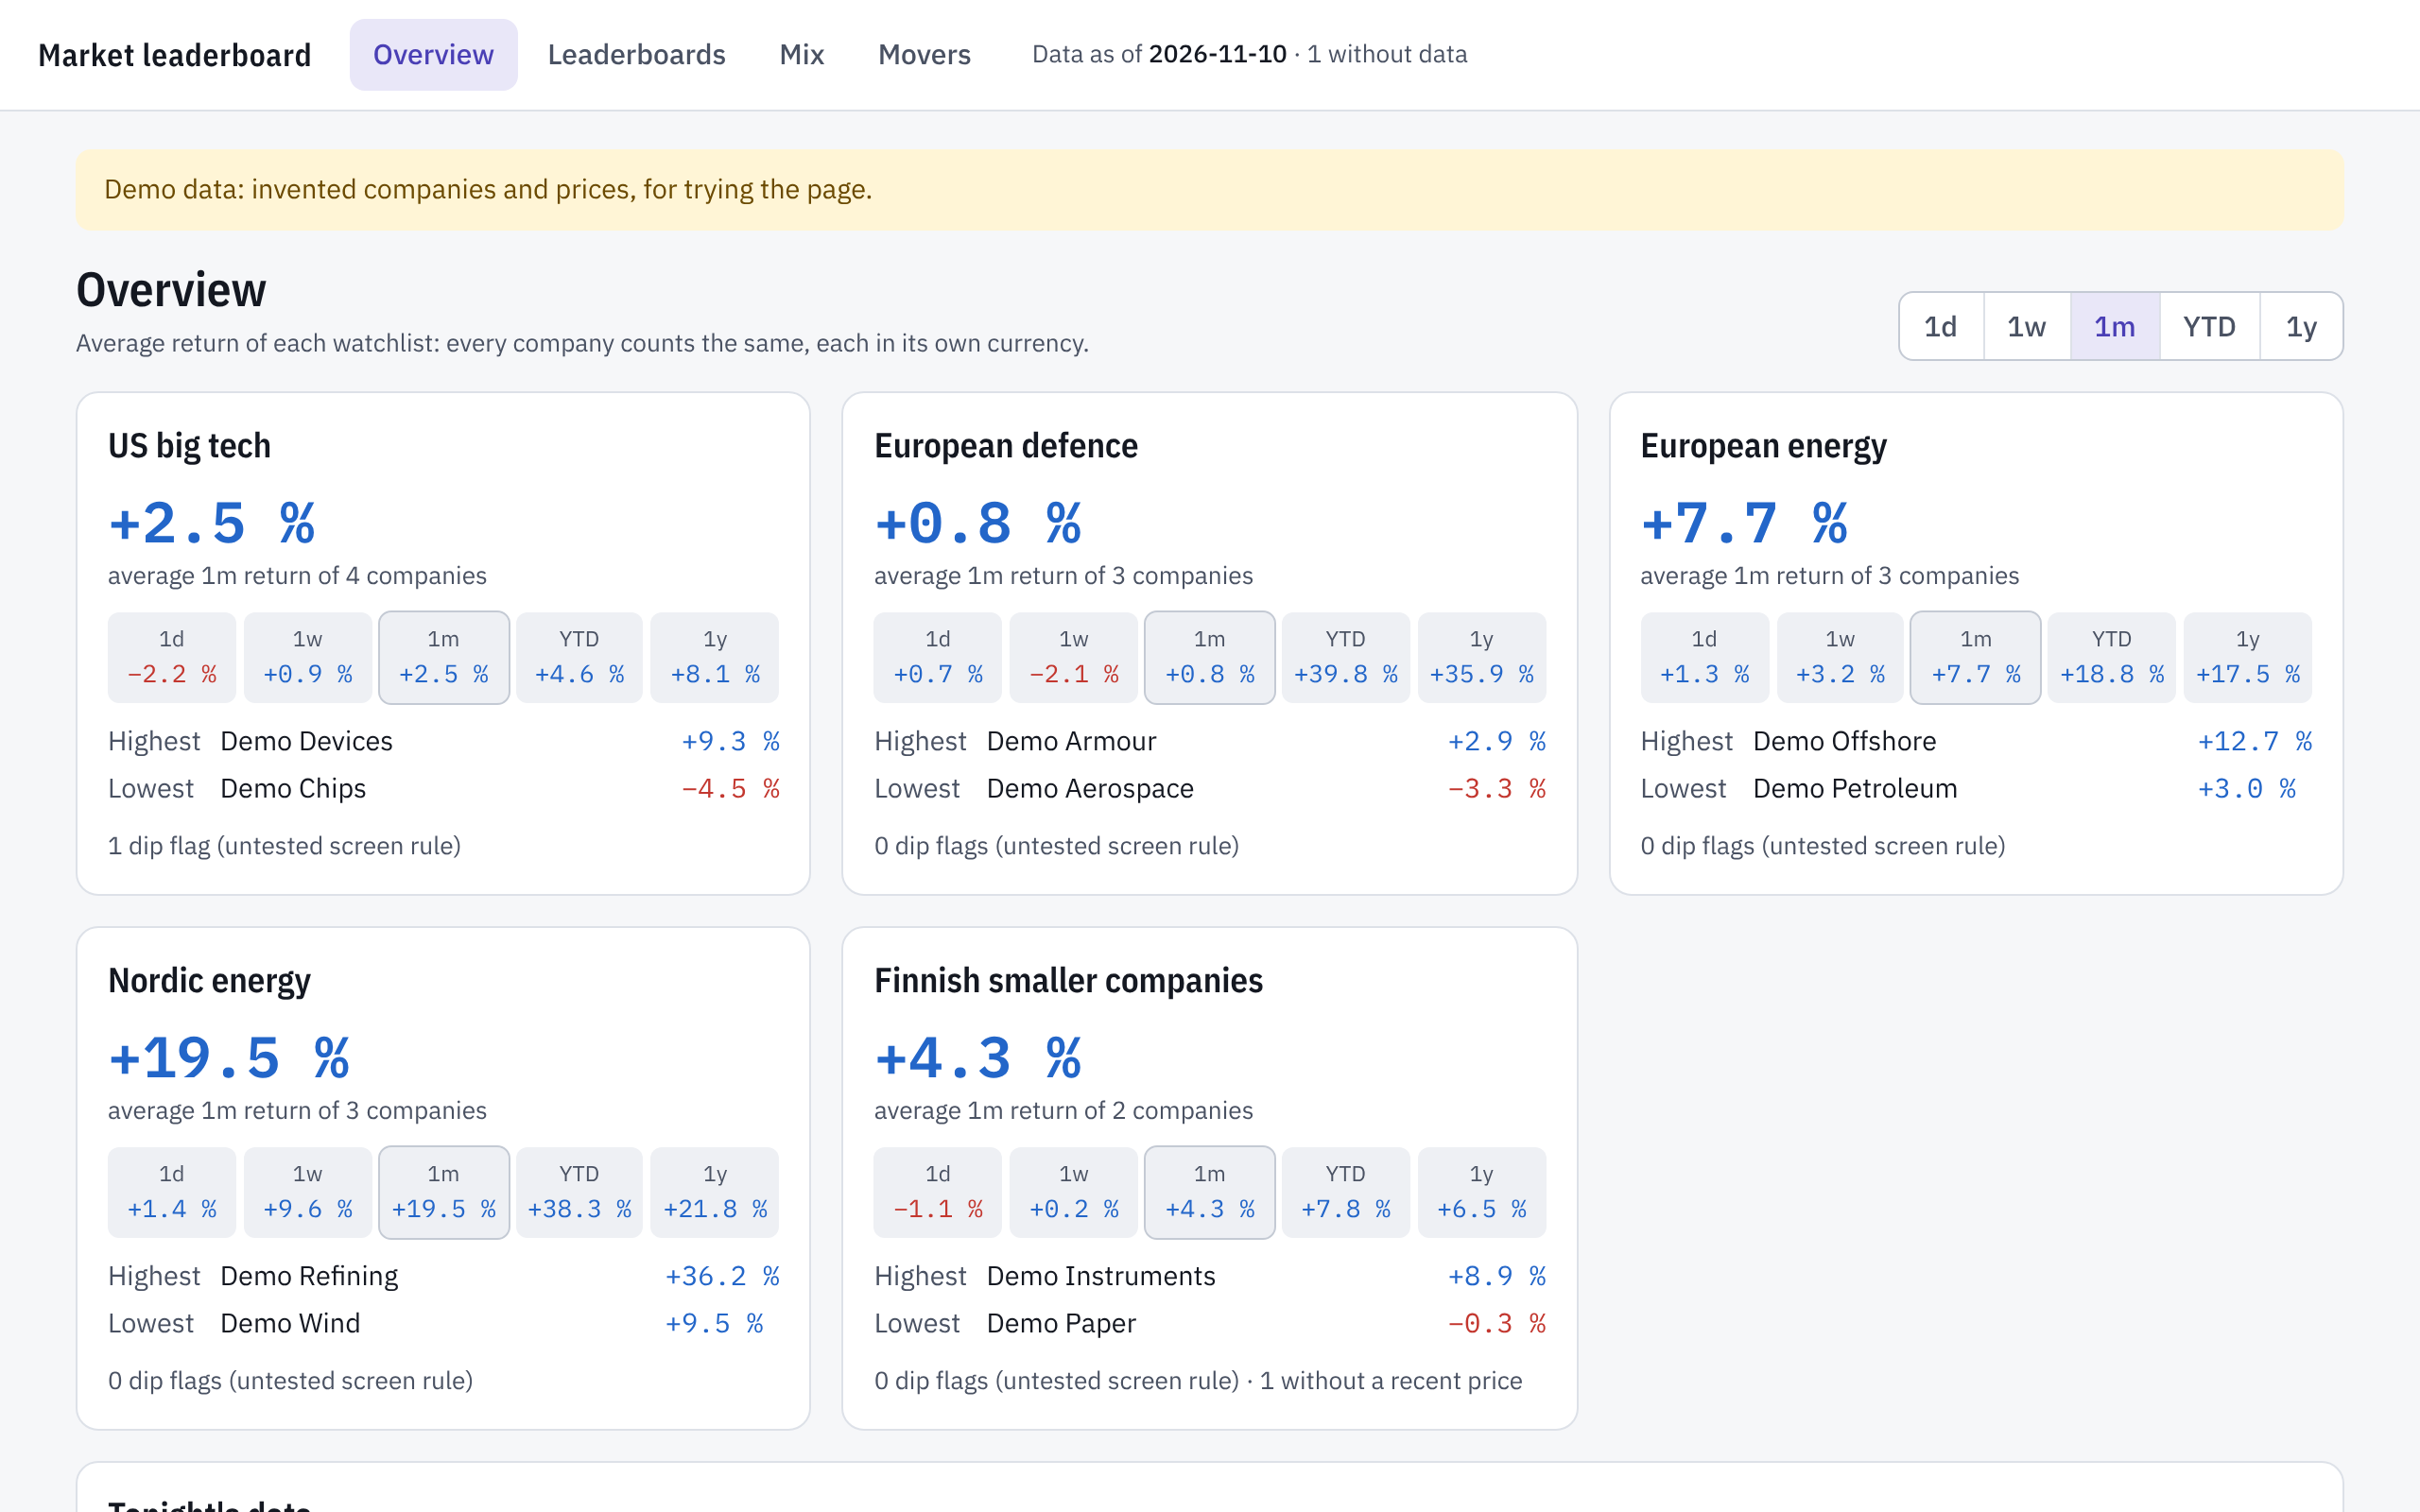 Market leaderboard Overview Leaderboards Mix Movers Data as of 2026-11-10 · 1 without data
Demo data: invented companies and prices, for trying the page.
Overview
Average return of each watchlist: every company counts the same, each in its own currency.
1d 1w 1m YTD 1y
US big tech
+2.5 %
average 1m return of 4 companies
1d 1w 1m YTD 1y
−2.2 % +0.9 % +2.5 % +4.6 % +8.1 %
Highest Demo Devices +9.3 %
Lowest Demo Chips −4.5 %
1 dip flag (untested screen rule)
European defence
+0.8 %
average 1m return of 3 companies
1d 1w 1m YTD 1y
+0.7 % −2.1 % +0.8 % +39.8 % +35.9 %
Highest Demo Armour +2.9 %
Lowest Demo Aerospace −3.3 %
0 dip flags (untested screen rule)
European energy
+7.7 %
average 1m return of 3 companies
1d 1w 1m YTD 1y
+1.3 % +3.2 % +7.7 % +18.8 % +17.5 %
Highest Demo Offshore +12.7 %
Lowest Demo Petroleum +3.0 %
0 dip flags (untested screen rule)
Nordic energy
+19.5 %
average 1m return of 3 companies
1d 1w 1m YTD 1y
+1.4 % +9.6 % +19.5 % +38.3 % +21.8 %
Highest Demo Refining +36.2 %
Lowest Demo Wind +9.5 %
0 dip flags (untested screen rule)
Finnish smaller companies
+4.3 %
average 1m return of 2 companies
1d 1w 1m YTD 1y
−1.1 % +0.2 % +4.3 % +7.8 % +6.5 %
Highest Demo Instruments +8.9 %
Lowest Demo Paper −0.3 %
0 dip flags (untested screen rule) · 1 without a recent price